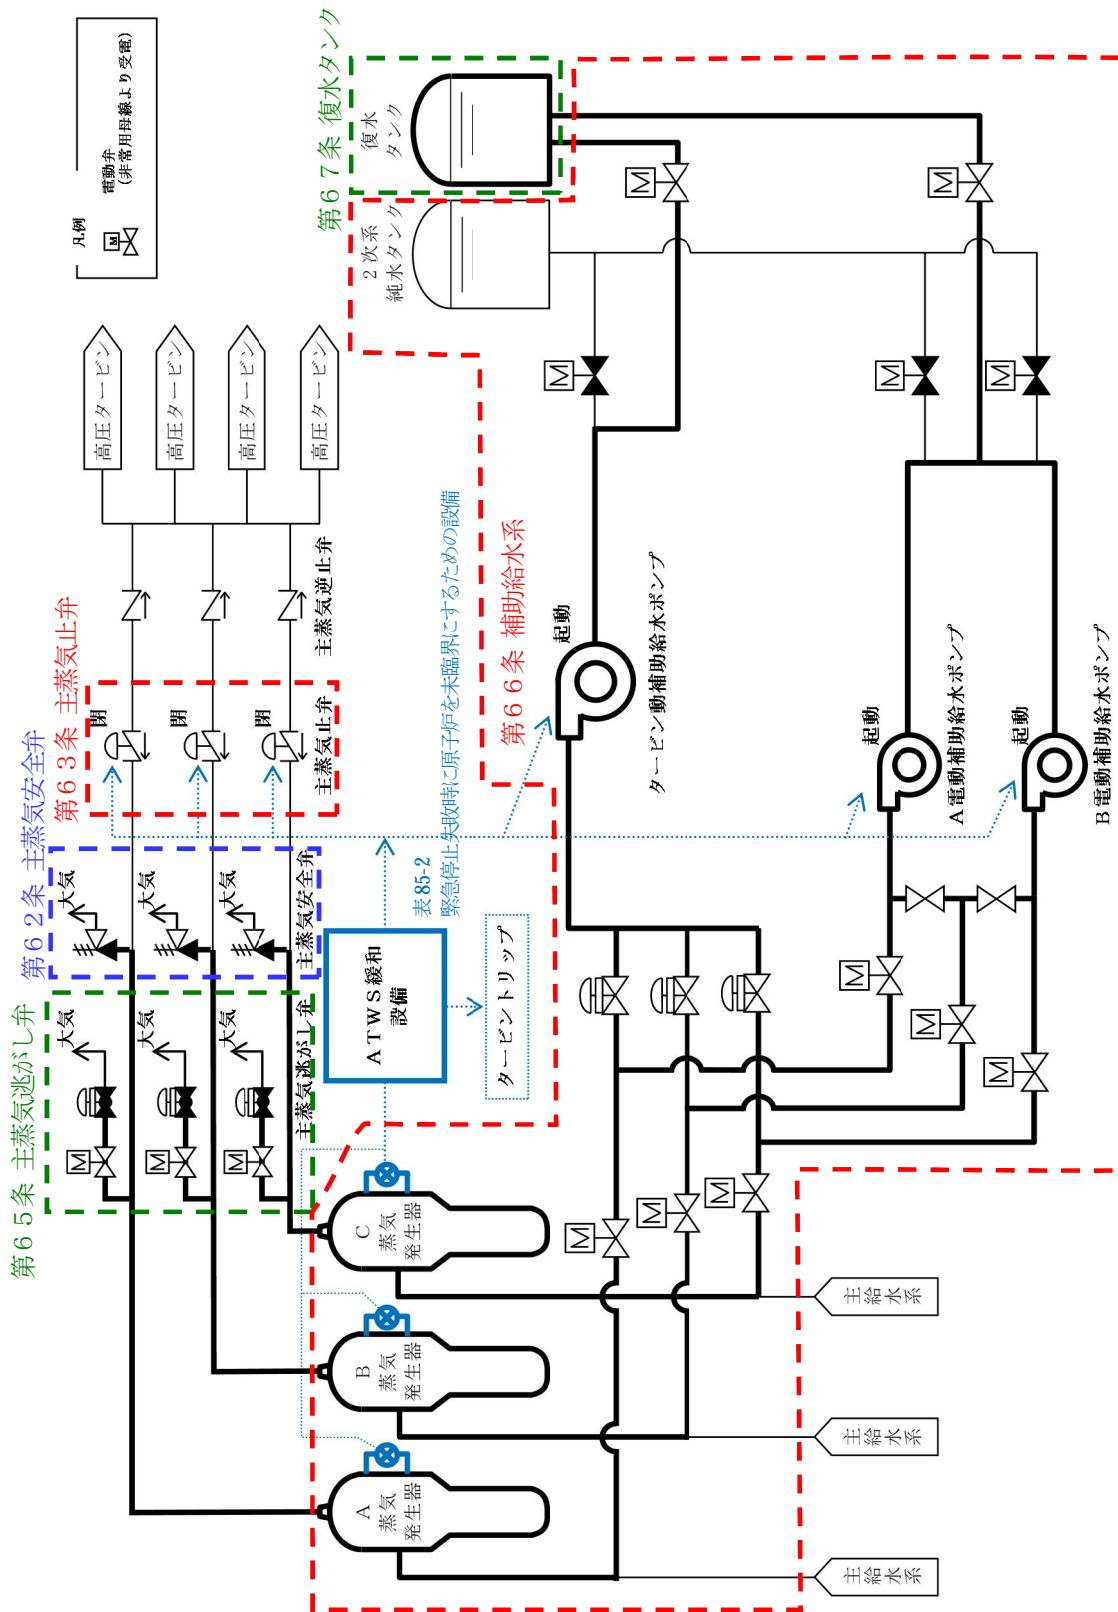 凡例
M
電動弁
(非常用母線より受電)
第65条 主蒸気逃がし弁
第62条 主蒸気安全弁
第63条 主蒸気止弁
大気
大気
大気
大気
大気
大気
M
M
M
主蒸気逃がし弁
主蒸気安全弁
閉
閉
閉
主蒸気止弁
主蒸気逆止弁
高圧タービン
高圧タービン
高圧タービン
高圧タービン
第67条 復水タンク
復水
タンク
2次系
純水タンク
ATWS緩和
設備
タービントリップ
表85-2
緊急停止失敗時に原子炉を未臨界にするための設備
第66条 補助給水系
A
蒸気
発生器
B
蒸気
発生器
C
蒸気
発生器
起動
タービン動補助給水ポンプ
起動
A電動補助給水ポンプ
起動
B電動補助給水ポンプ
M
M
M
M
M
M
M
M
M
M
M
主給水系
主給水系
主給水系